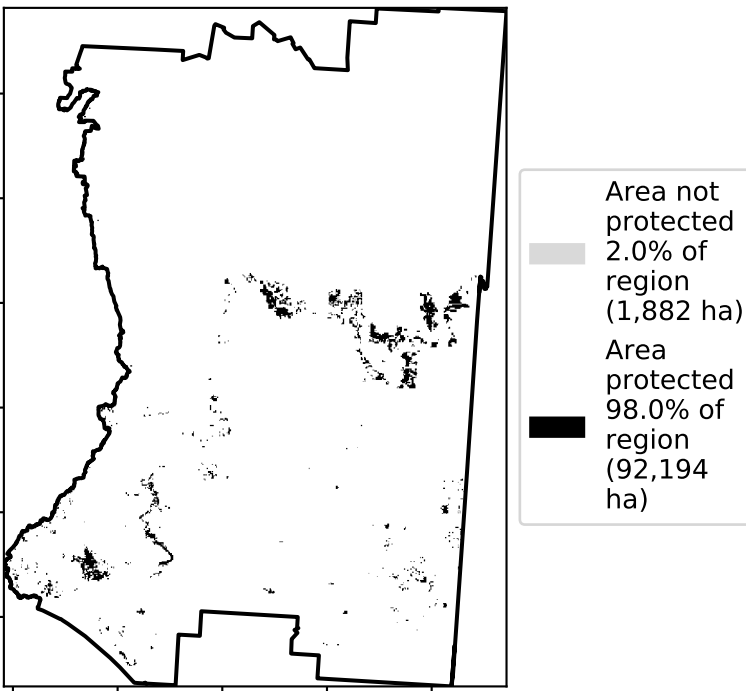 Area not
protected
2.0% of
region
(1,882 ha)
Area
protected
98.0% of
region
(92,194
ha)